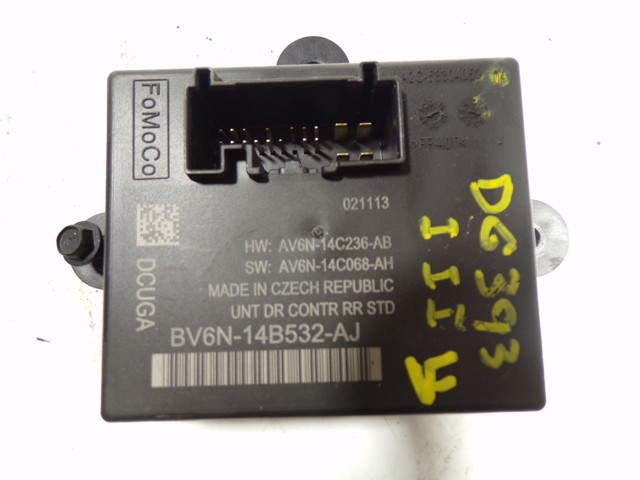 FoMoCo
021113
HW: AV6N-14C236-AB
SW: AV6N-14C068-AH
MADE IN CZECH REPUBLIC
UNT DR CONTR RR STD
BV6N-14B532-AJ
DCUGA
DG393